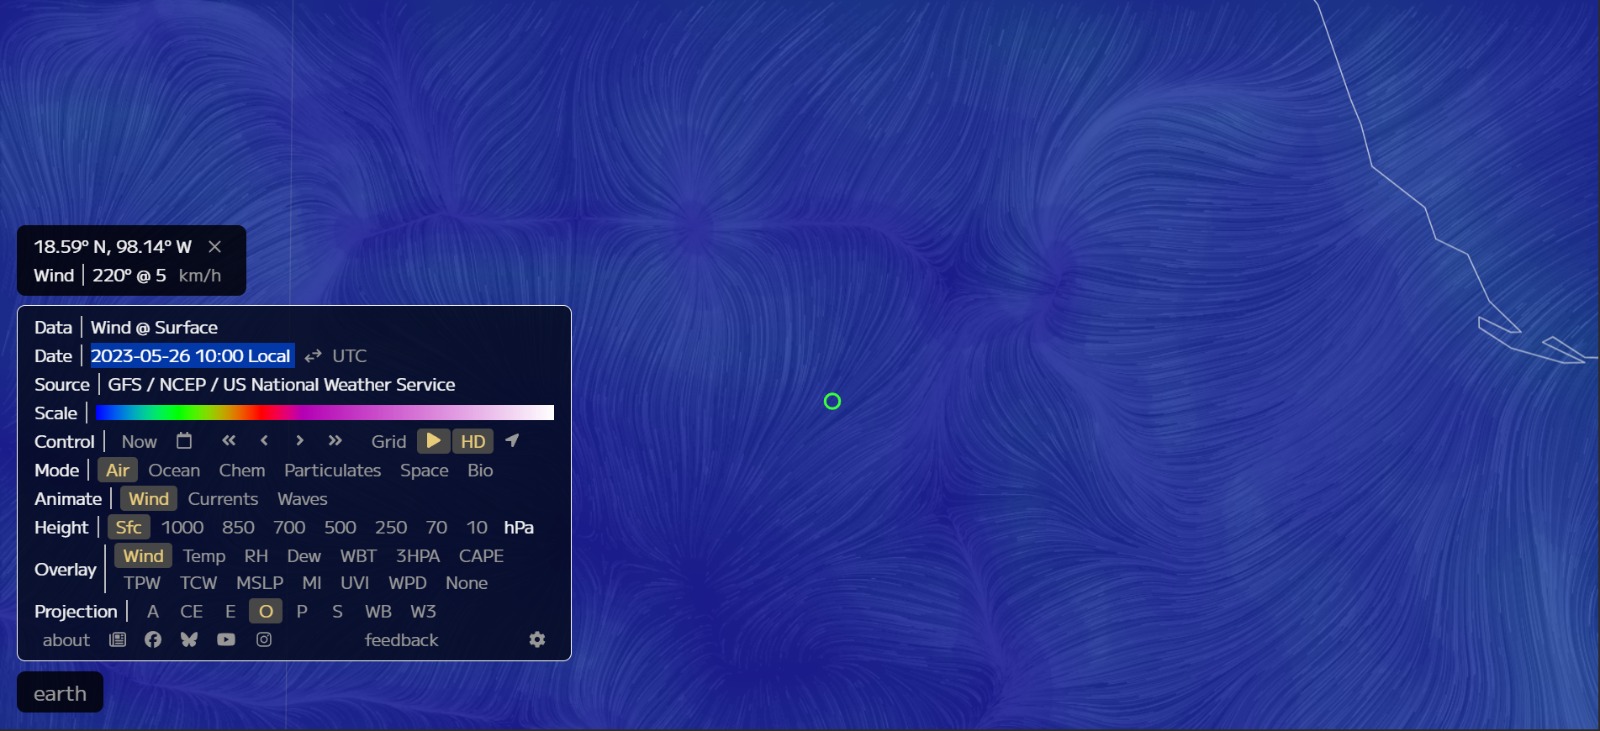 18.59° N, 98.14° W ×
Wind | 220° @ 5 km/h
Data | Wind @ Surface
Date | 2023-05-26 10:00 Local ⇄ UTC
Source | GFS / NCEP / US National Weather Service
Scale |
Control | Now « ‹ › » Grid HD
Mode | Air Ocean Chem Particulates Space Bio
Animate | Wind Currents Waves
Height | Sfc 1000 850 700 500 250 70 10 hPa
Overlay | Wind Temp RH Dew WBT 3HPA CAPE
TPW TCW MSLP MI UVI WPD None
Projection | A CE E O P S WB W3
about feedback
earth